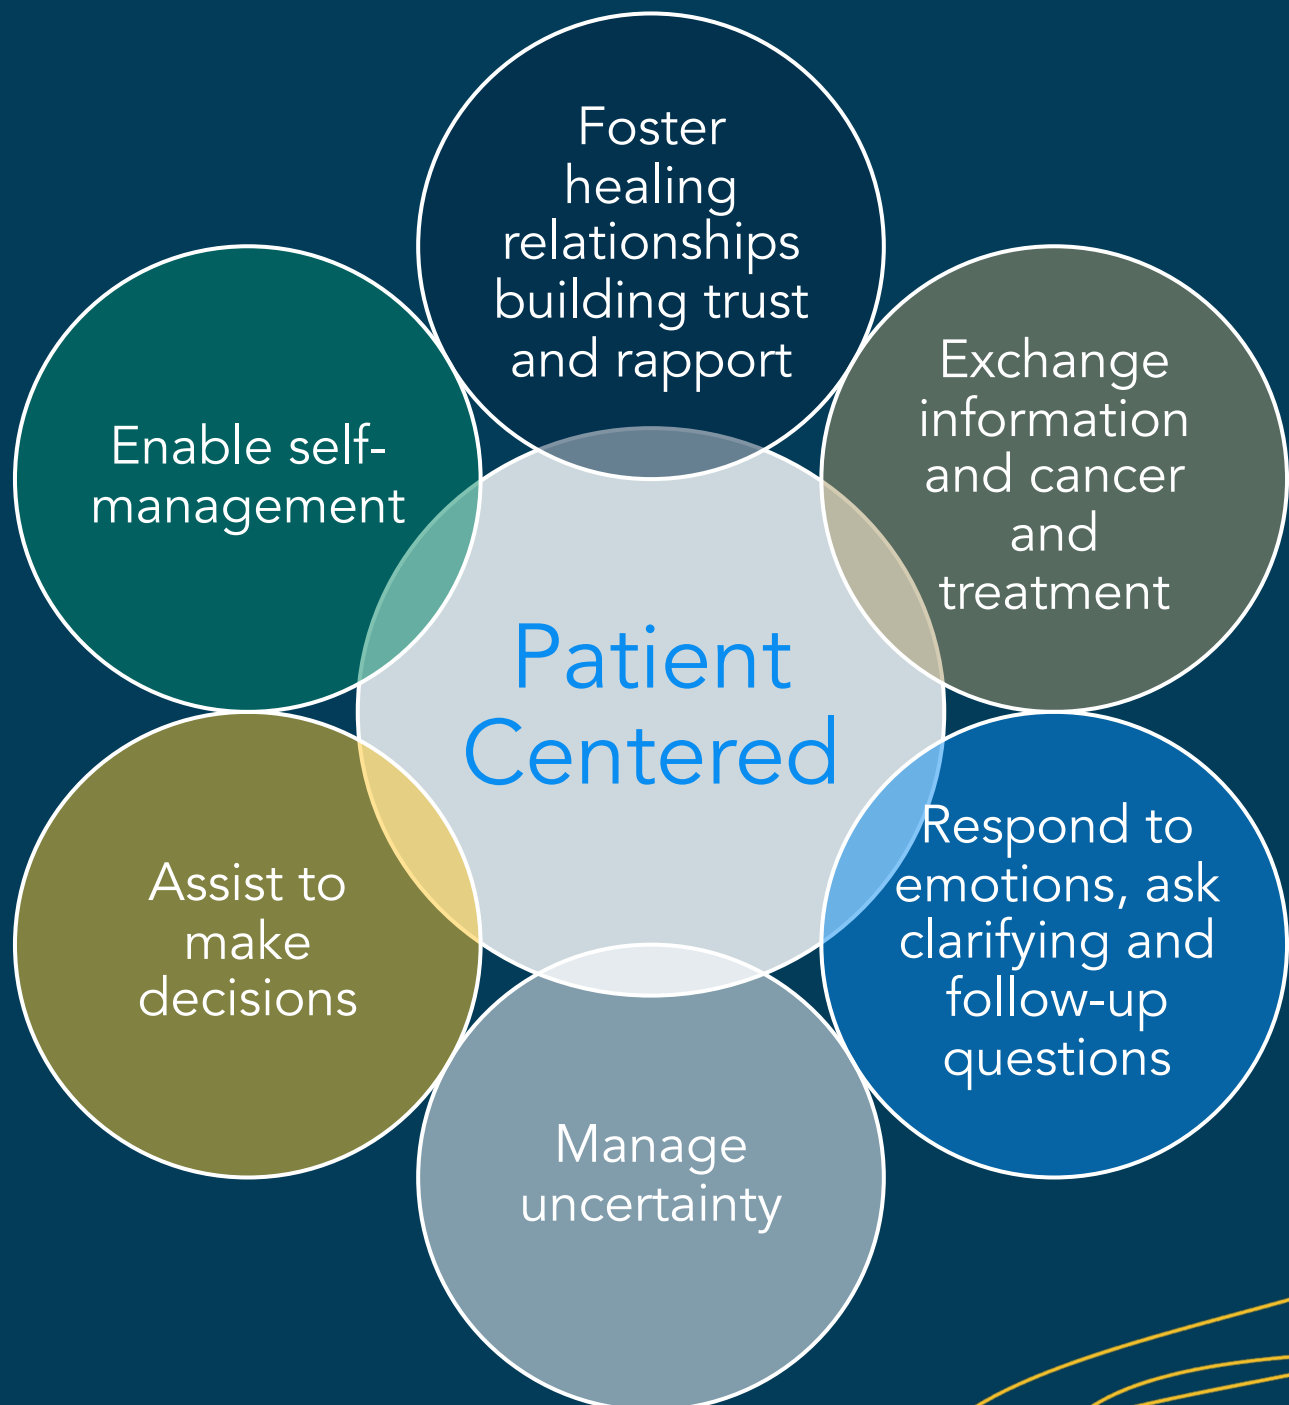 Foster
healing
relationships
building trust
and rapport
Exchange
information
and cancer
and
treatment
Respond to
emotions, ask
clarifying and
follow-up
questions
Manage
uncertainty
Assist to
make
decisions
Enable self-
management
Patient
Centered